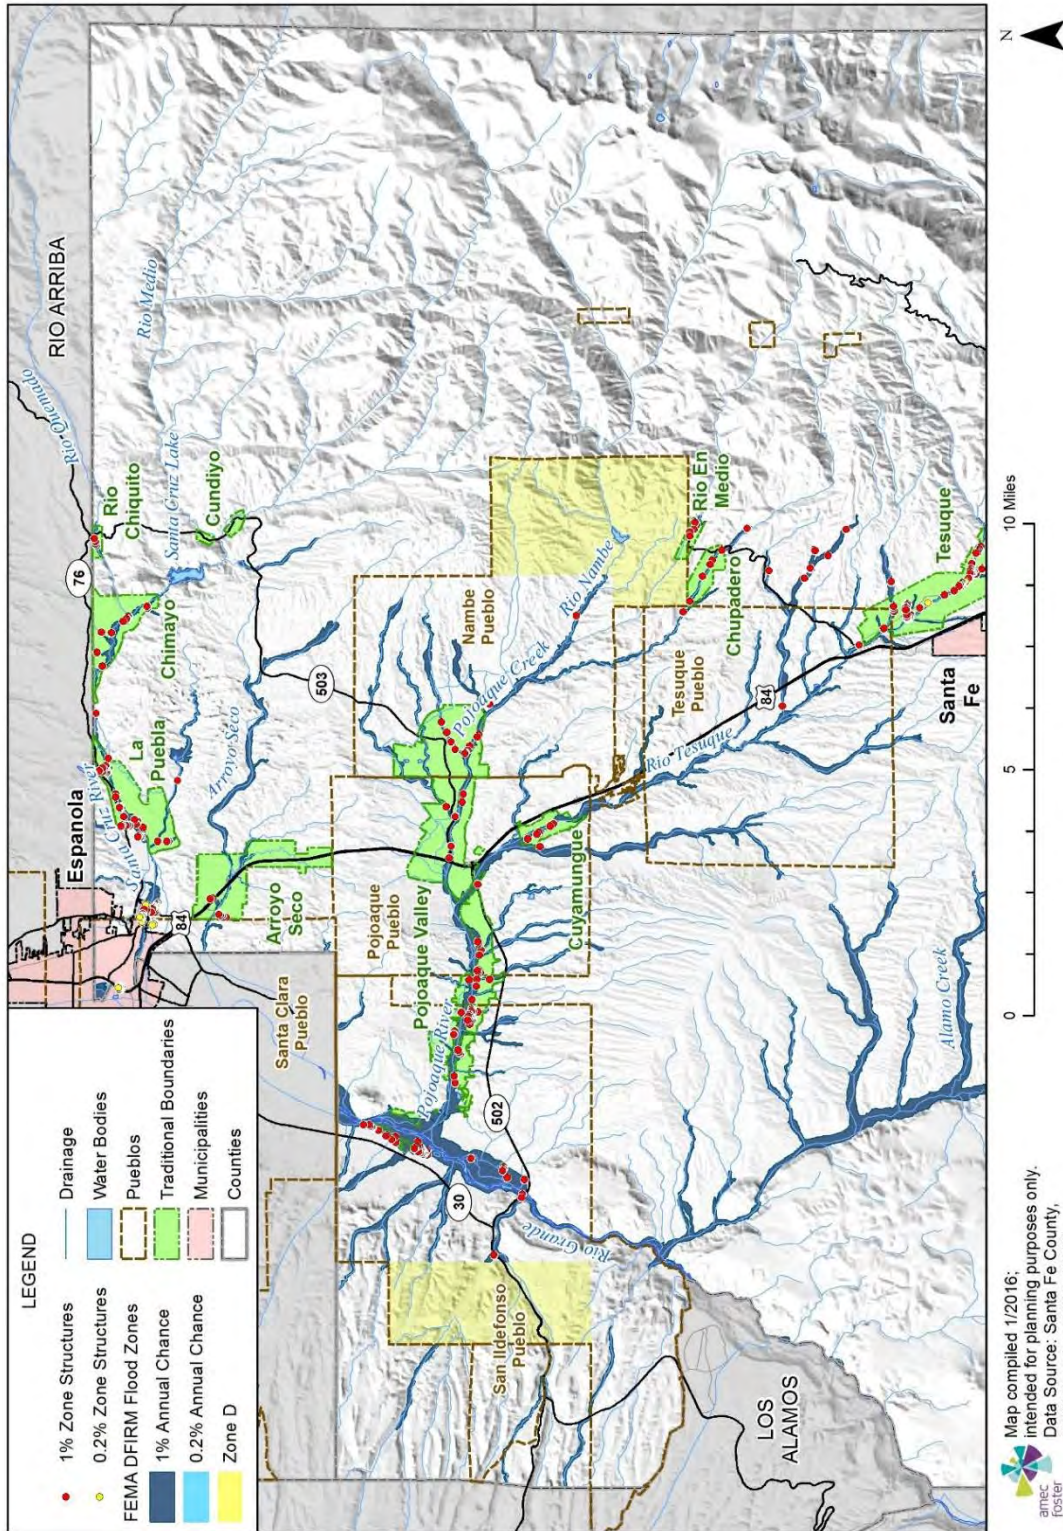 LEGEND
1% Zone Structures
0.2% Zone Structures
FEMA DFIRM Flood Zones
1% Annual Chance
0.2% Annual Chance
Zone D
Drainage
Water Bodies
Pueblos
Traditional Boundaries
Municipalities
Counties
RIO ARRIBA
Rio Quemado
76
Rio
Chiquito
Santa Cruz Lake
Cundiyo
Rio Medio
Chimayo
La
Puebla
Santa Cruz River
Espanola
84
Arroyo Seco
Arroyo
Seco
Santa Clara
Pueblo
503
Nambe
Pueblo
Pojoaque Creek
Rio Nambe
Pojoaque
Pueblo
Pojoaque Valley
Pojoaque River
502
30
Rio Grande
San Ildefonso
Pueblo
Cuyamungue
Rio En
Medio
Chupadero
Tesuque
Pueblo
Rio Tesuque
84
Tesuque
Santa
Fe
Alamo Creek
LOS
ALAMOS
N
0
5
10 Miles
amec
foster
Map compiled 1/2016;
intended for planning purposes only.
Data Source: Santa Fe County,